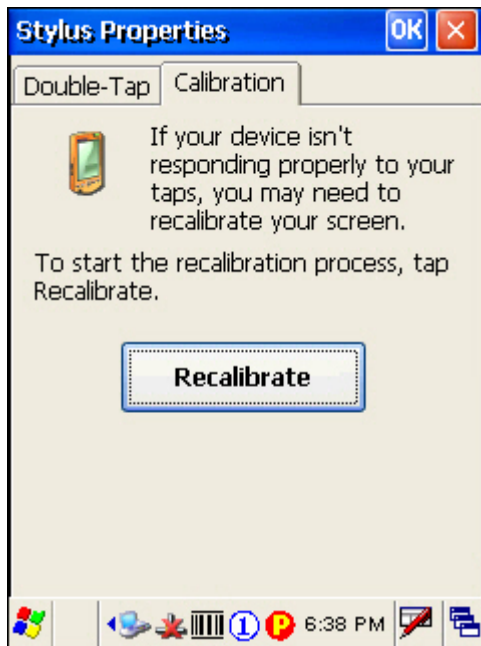 Stylus Properties
OK
Double-Tap
Calibration
If your device isn't
responding properly to your
taps, you may need to
recalibrate your screen.
To start the recalibration process, tap
Recalibrate.
Recalibrate
1
P
6:38 PM